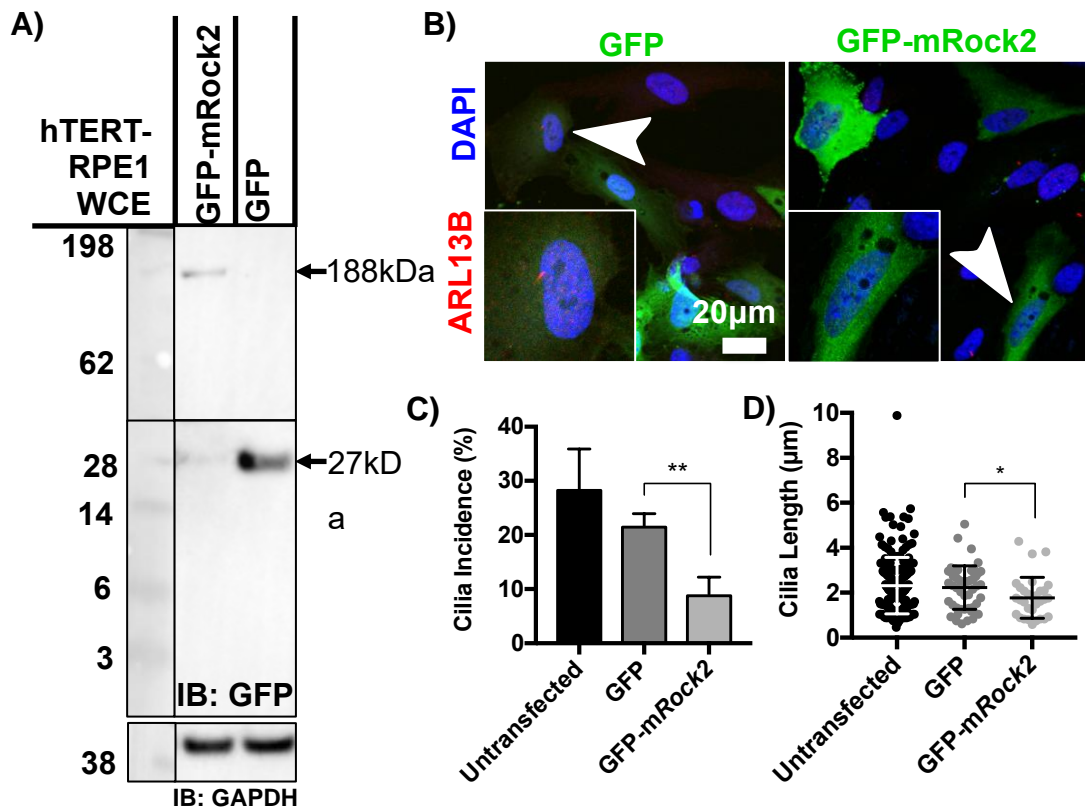 A)
hTERT-
RPE1
WCE
GFP-mRock2
GFP
198
188kDa
62
28
27kD
a
14
6
3
IB: GFP
38
IB: GAPDH
B)
GFP
GFP-mRock2
DAPI
ARL13B
20µm
C)
Cilia Incidence (%)
40
30
20
10
0
**
Untransfected
GFP
GFP-mRock2
D)
Cilia Length (µm)
10
8
6
4
2
0
*
Untransfected
GFP
GFP-mRock2